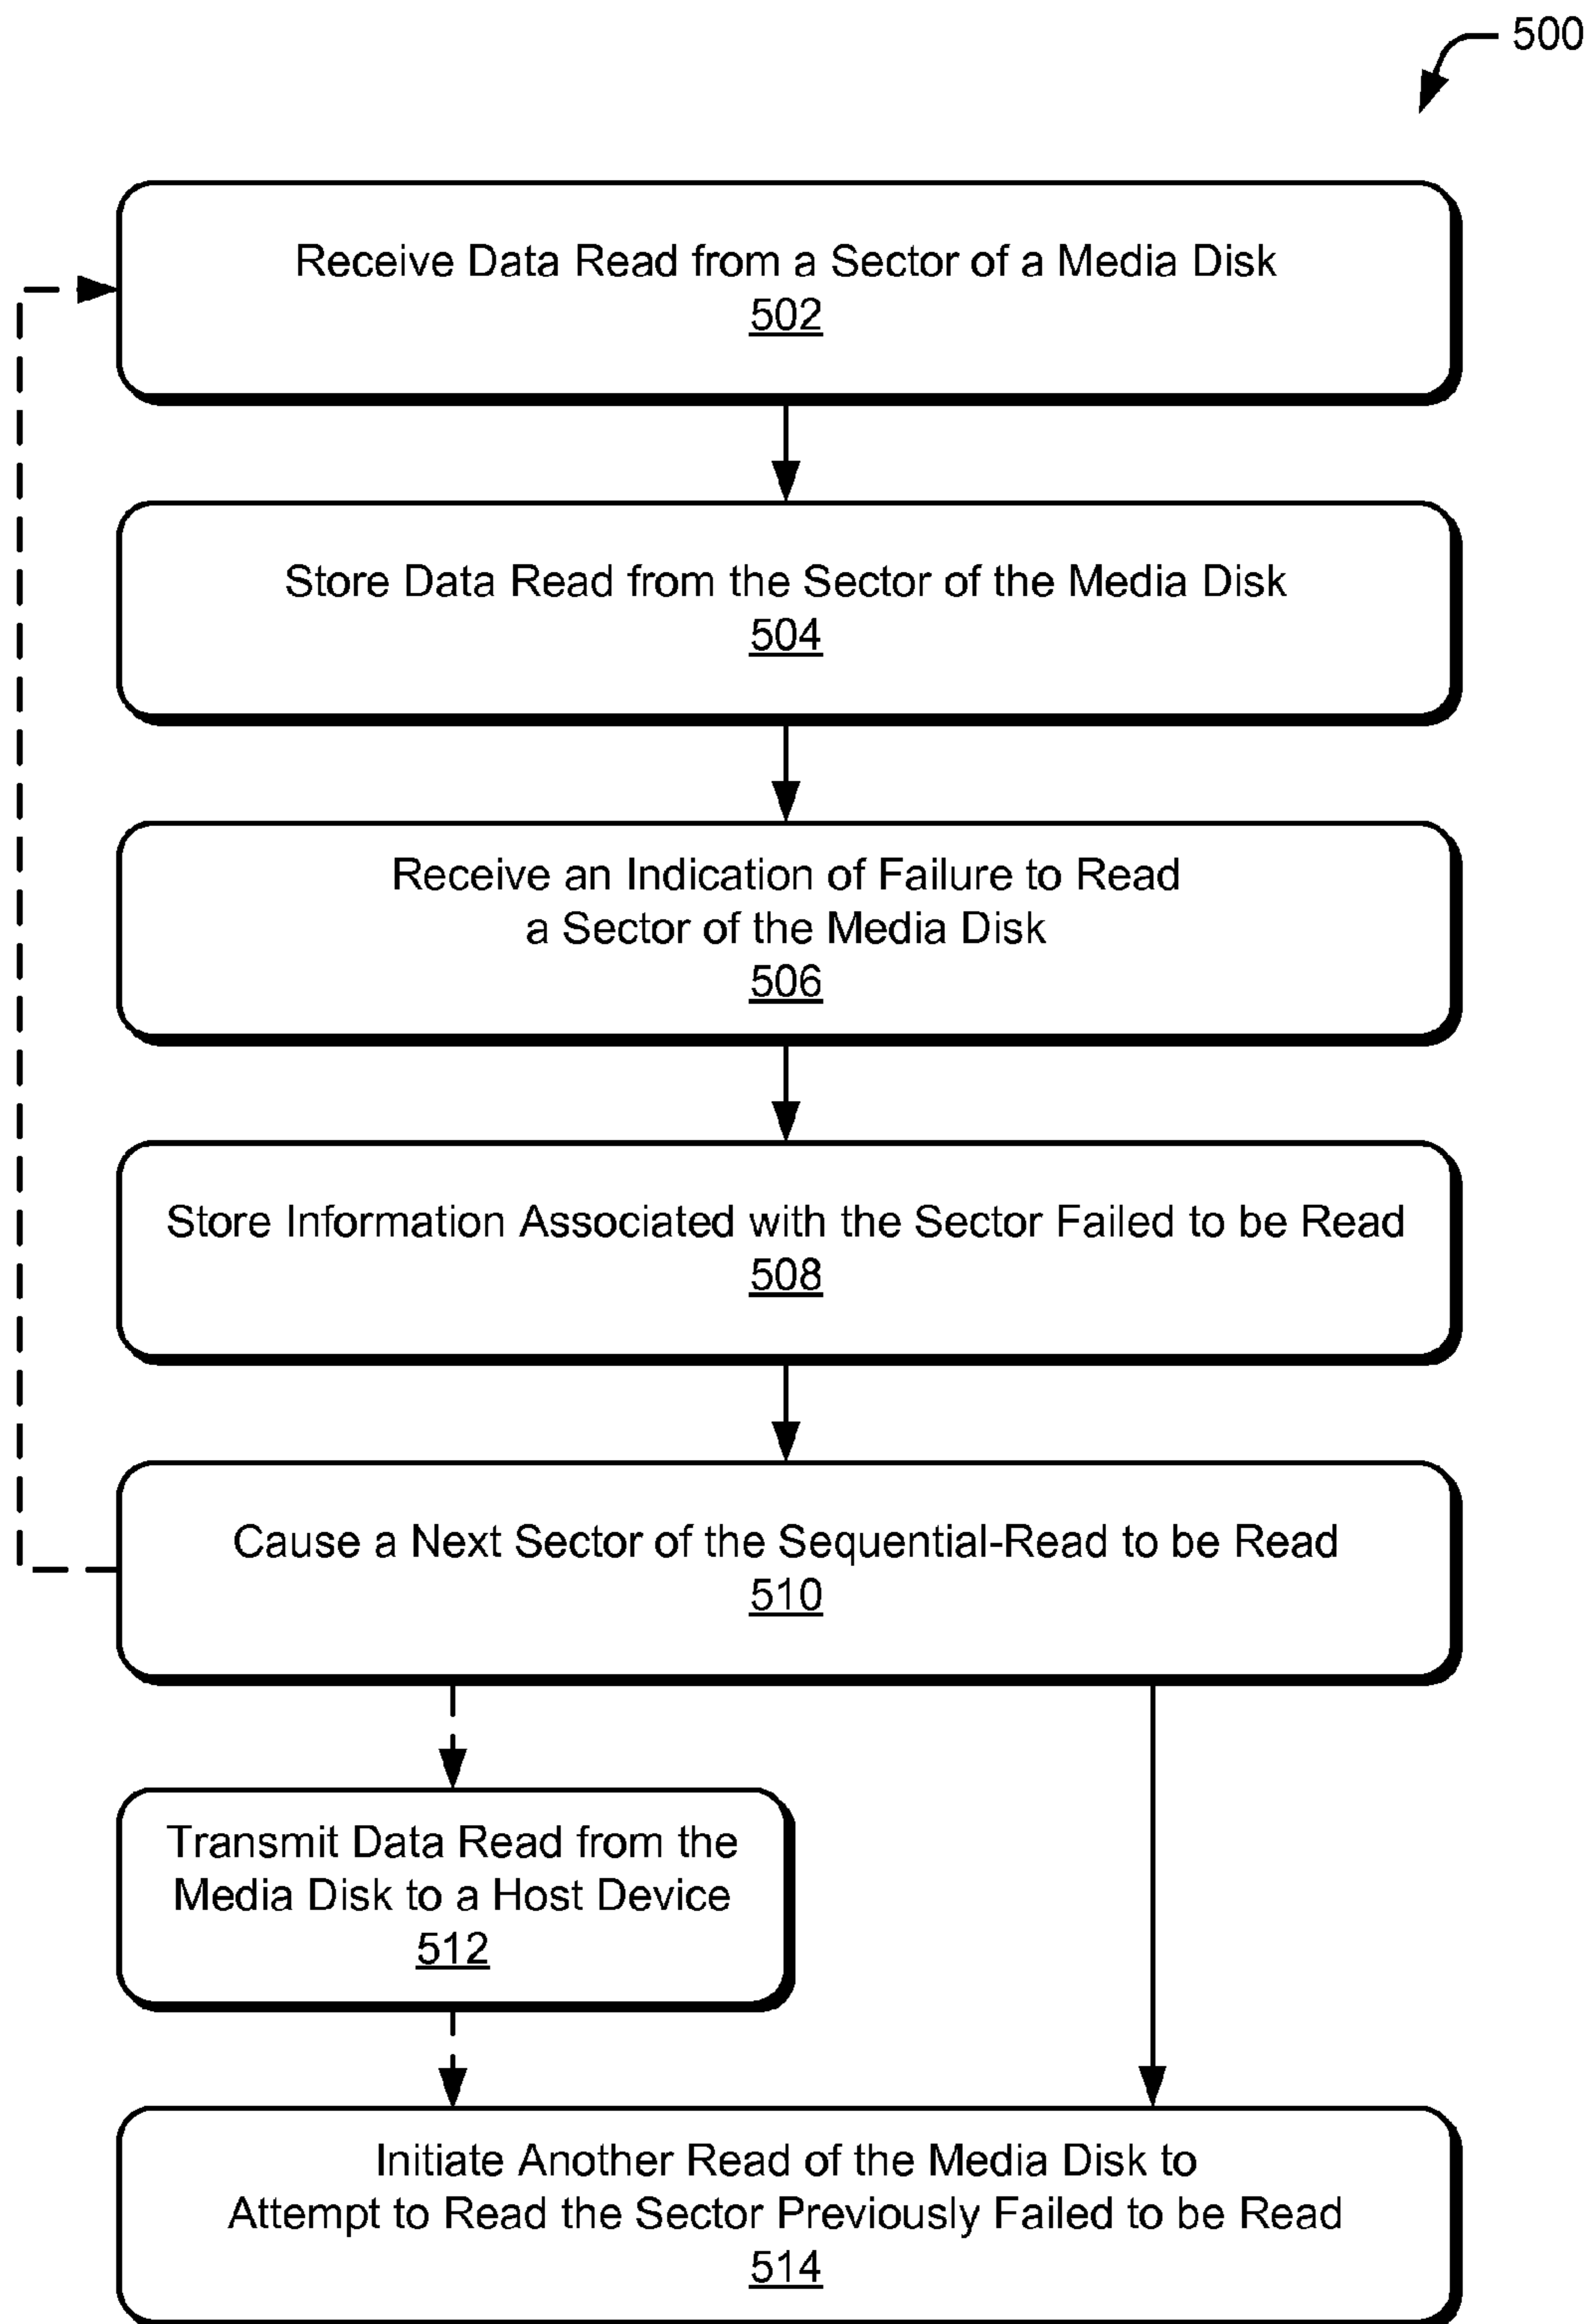 500
Receive Data Read from a Sector of a Media Disk
502
Store Data Read from the Sector of the Media Disk
504
Receive an Indication of Failure to Read
a Sector of the Media Disk
506
Store Information Associated with the Sector Failed to be Read
508
Cause a Next Sector of the Sequential-Read to be Read
510
Transmit Data Read from the
Media Disk to a Host Device
512
Initiate Another Read of the Media Disk to
Attempt to Read the Sector Previously Failed to be Read
514